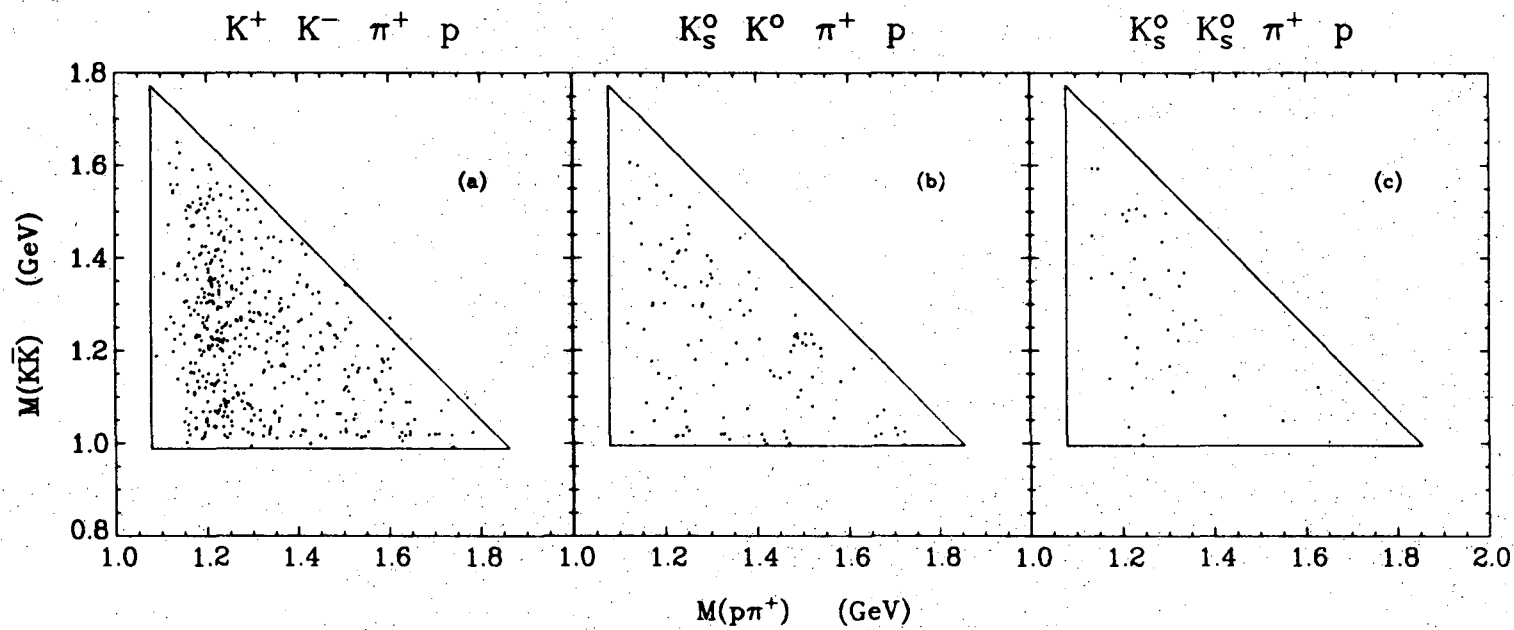 K⁺ K⁻ π⁺ p
K⁰ₛ K⁰ π⁺ p
K⁰ₛ K⁰ₛ π⁺ p
1.8
1.6
1.4
1.2
1.0
0.8
M(KK̄) (GeV)
(a)
(b)
(c)
1.0 1.2 1.4 1.6 1.8 1.0 1.2 1.4 1.6 1.8 1.0 1.2 1.4 1.6 1.8 2.0
M(pπ⁺) (GeV)